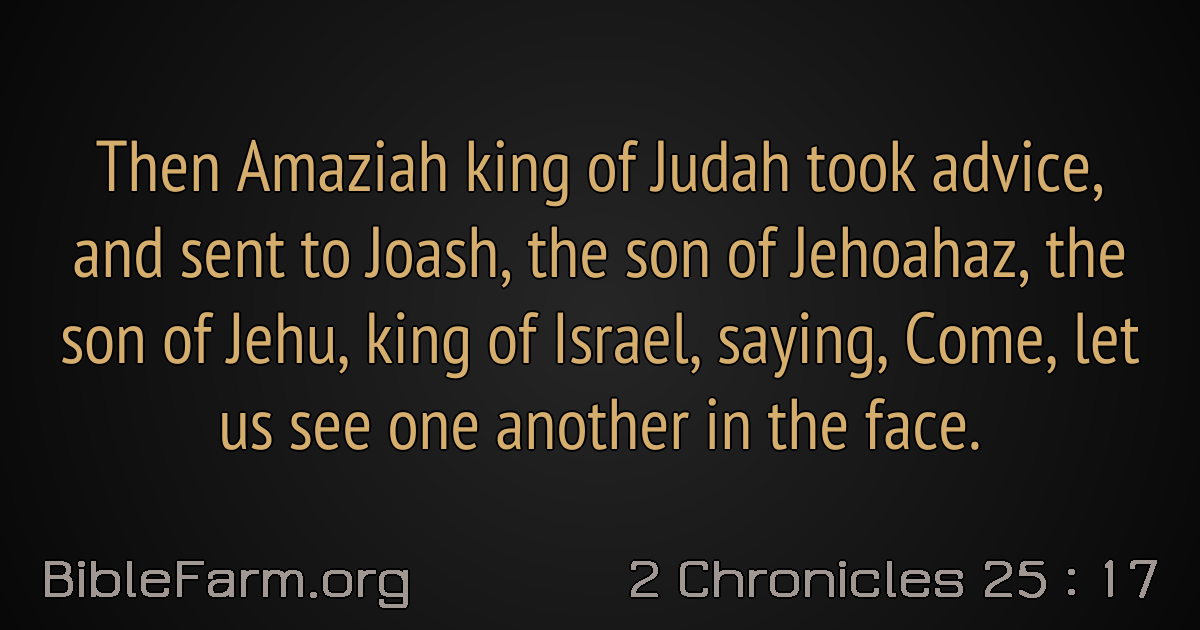 Then Amaziah king of Judah took advice,
and sent to Joash, the son of Jehoahaz, the
son of Jehu, king of Israel, saying, Come, let
us see one another in the face.
BibleFarm.org
2 Chronicles 25 : 17